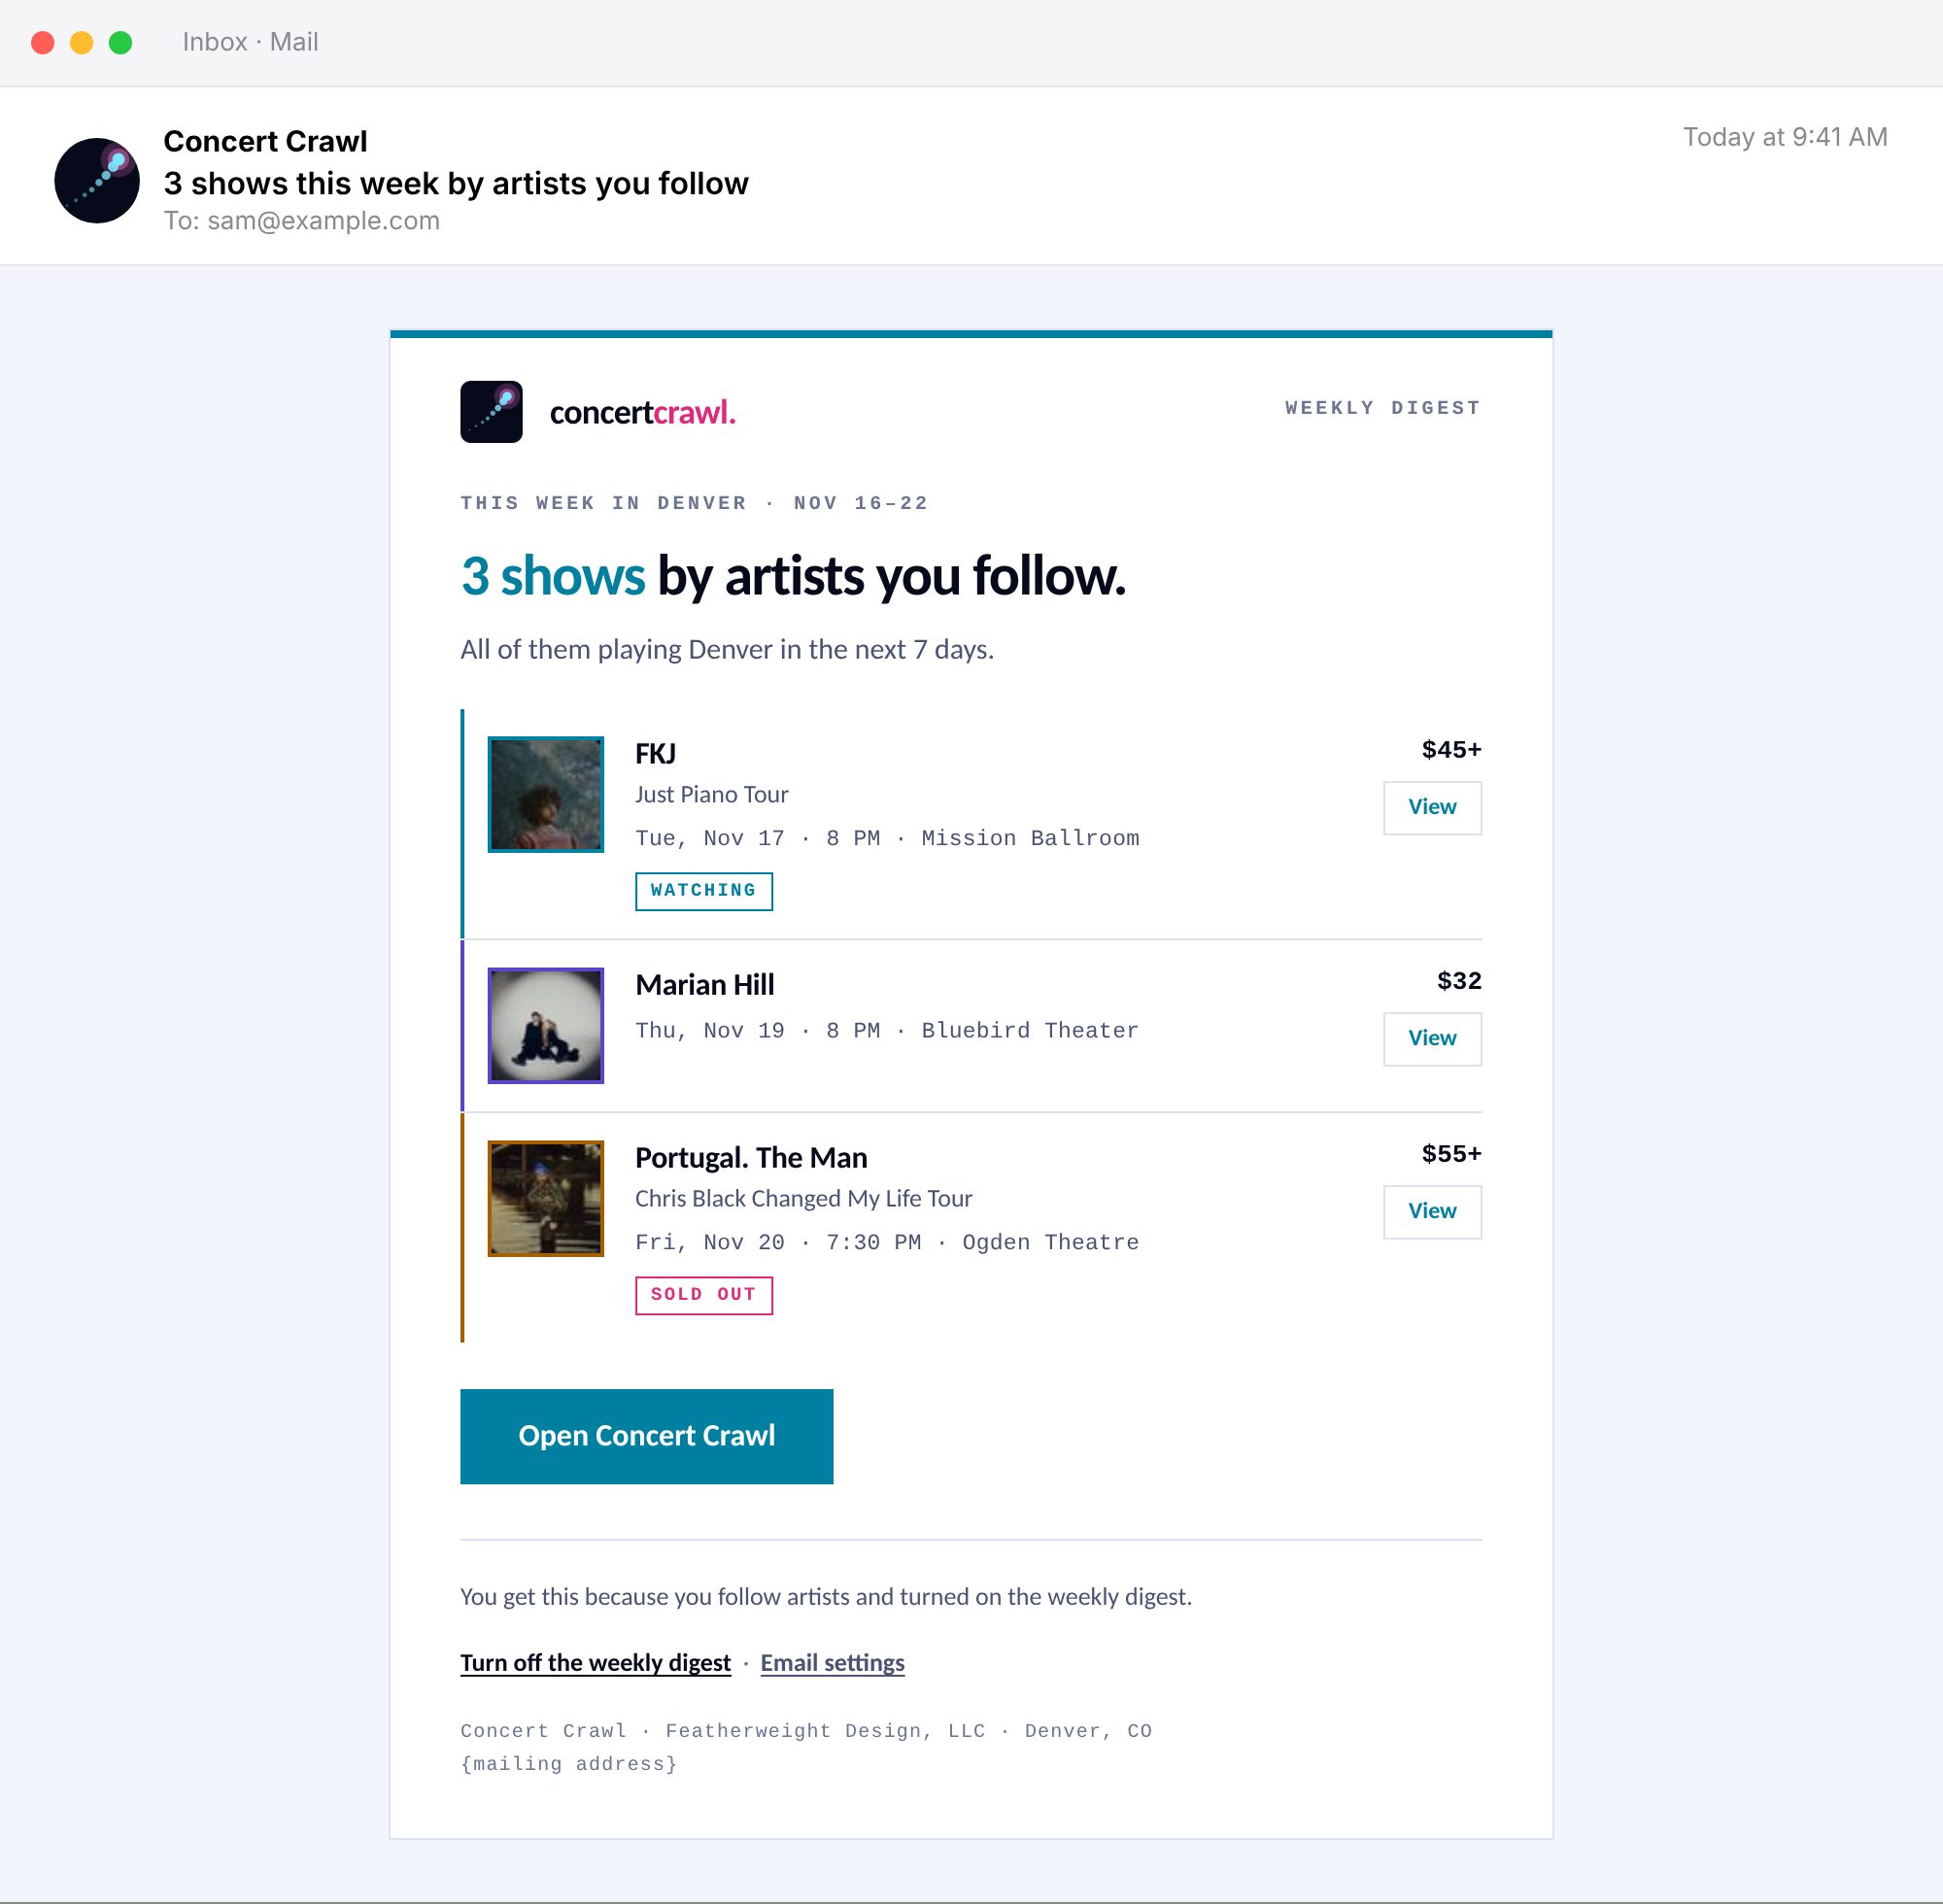 Inbox · Mail
Concert Crawl
Today at 9:41 AM
3 shows this week by artists you follow
To: sam@example.com
concertcrawl.
WEEKLY DIGEST
THIS WEEK IN DENVER · NOV 16–22
3 shows by artists you follow.
All of them playing Denver in the next 7 days.
FKJ
$45+
Just Piano Tour
View
Tue, Nov 17 · 8 PM · Mission Ballroom
WATCHING
Marian Hill
$32
Thu, Nov 19 · 8 PM · Bluebird Theater
View
Portugal. The Man
$55+
Chris Black Changed My Life Tour
View
Fri, Nov 20 · 7:30 PM · Ogden Theatre
SOLD OUT
Open Concert Crawl
You get this because you follow artists and turned on the weekly digest.
Turn off the weekly digest · Email settings
Concert Crawl · Featherweight Design, LLC · Denver, CO
{mailing address}